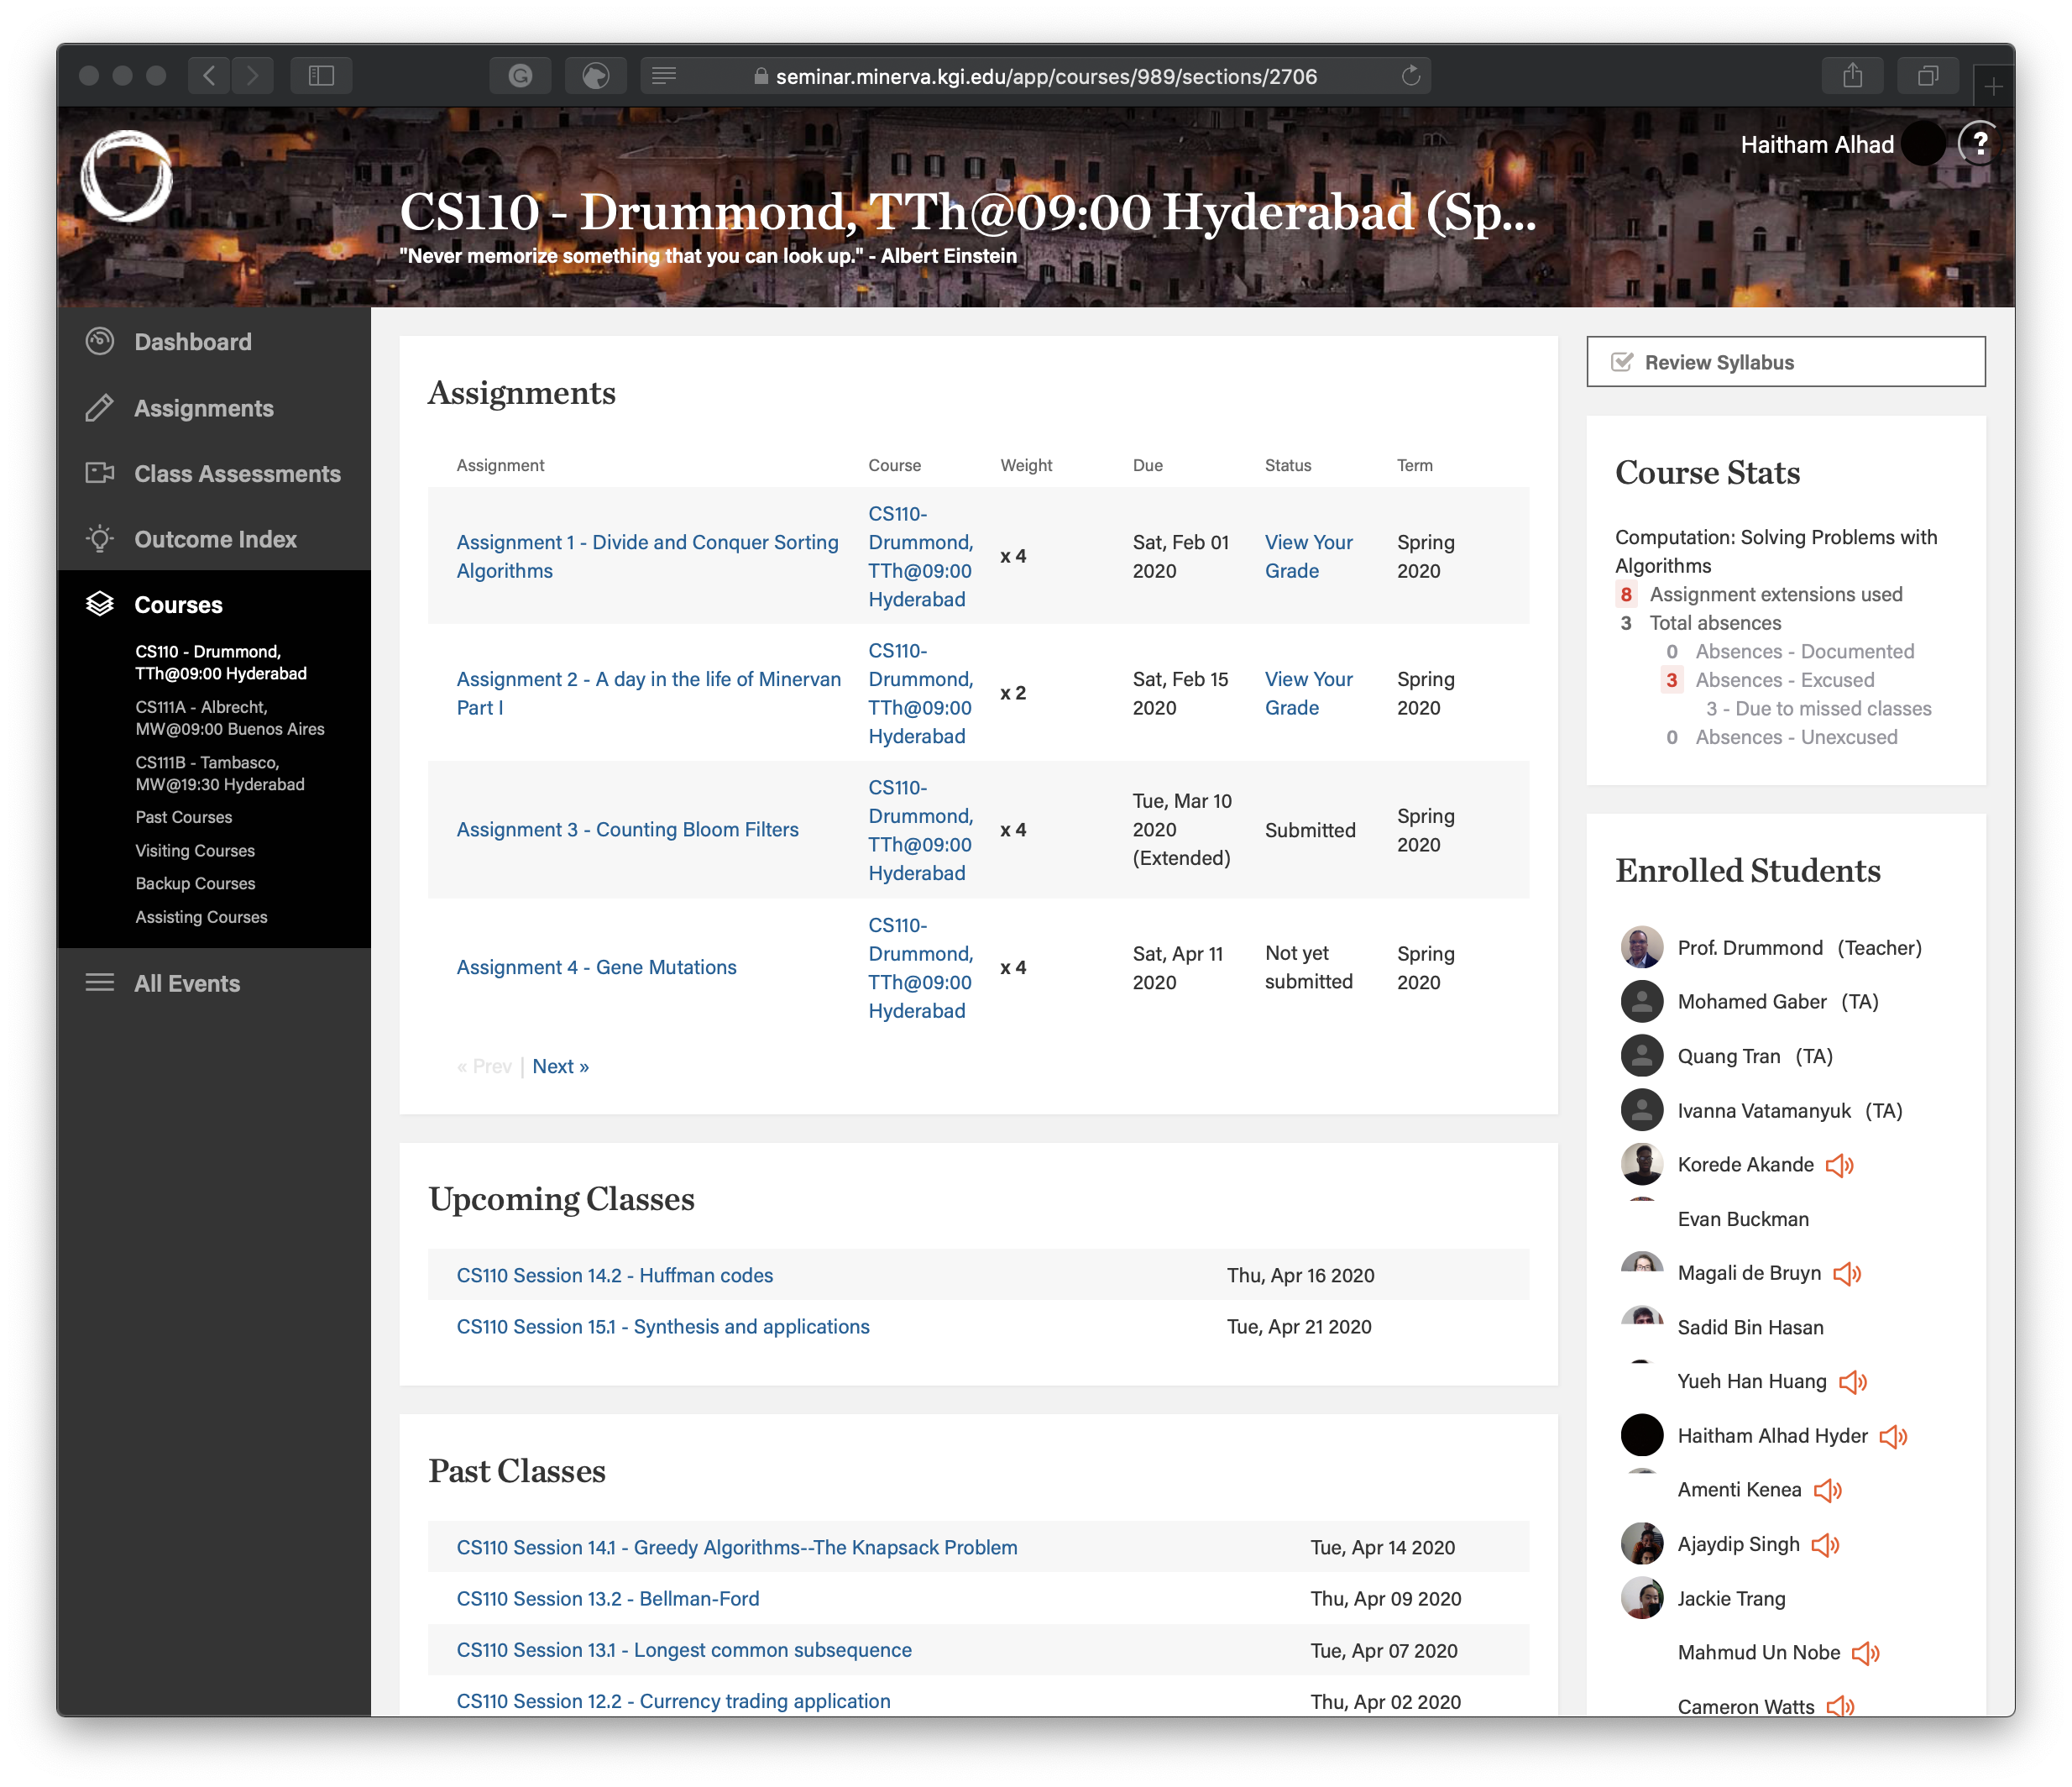 seminar.minerva.kgi.edu/app/courses/989/sections/2706
Haitham Alhad
?
CS110 - Drummond, TTh@09:00 Hyderabad (Sp...
"Never memorize something that you can look up." - Albert Einstein
Dashboard
Assignments
Class Assessments
Outcome Index
Courses
CS110 - Drummond,
TTh@09:00 Hyderabad
CS111A - Albrecht,
MW@09:00 Buenos Aires
CS111B - Tambasco,
MW@19:30 Hyderabad
Past Courses
Visiting Courses
Backup Courses
Assisting Courses
All Events
Assignments
Assignment Course Weight Due Status Term
Assignment 1 - Divide and Conquer Sorting
Algorithms
CS110-
Drummond,
TTh@09:00
Hyderabad
x 4
Sat, Feb 01
2020
View Your
Grade
Spring
2020
Assignment 2 - A day in the life of Minervan
Part I
CS110-
Drummond,
TTh@09:00
Hyderabad
x 2
Sat, Feb 15
2020
View Your
Grade
Spring
2020
Assignment 3 - Counting Bloom Filters
CS110-
Drummond,
TTh@09:00
Hyderabad
x 4
Tue, Mar 10
2020
(Extended)
Submitted
Spring
2020
Assignment 4 - Gene Mutations
CS110-
Drummond,
TTh@09:00
Hyderabad
x 4
Sat, Apr 11
2020
Not yet
submitted
Spring
2020
« Prev | Next »
Upcoming Classes
CS110 Session 14.2 - Huffman codes Thu, Apr 16 2020
CS110 Session 15.1 - Synthesis and applications Tue, Apr 21 2020
Past Classes
CS110 Session 14.1 - Greedy Algorithms--The Knapsack Problem Tue, Apr 14 2020
CS110 Session 13.2 - Bellman-Ford Thu, Apr 09 2020
CS110 Session 13.1 - Longest common subsequence Tue, Apr 07 2020
CS110 Session 12.2 - Currency trading application Thu, Apr 02 2020
Review Syllabus
Course Stats
Computation: Solving Problems with
Algorithms
8 Assignment extensions used
3 Total absences
0 Absences - Documented
3 Absences - Excused
3 - Due to missed classes
0 Absences - Unexcused
Enrolled Students
Prof. Drummond (Teacher)
Mohamed Gaber (TA)
Quang Tran (TA)
Ivanna Vatamanyuk (TA)
Korede Akande
Evan Buckman
Magali de Bruyn
Sadid Bin Hasan
Yueh Han Huang
Haitham Alhad Hyder
Amenti Kenea
Ajaydip Singh
Jackie Trang
Mahmud Un Nobe
Cameron Watts